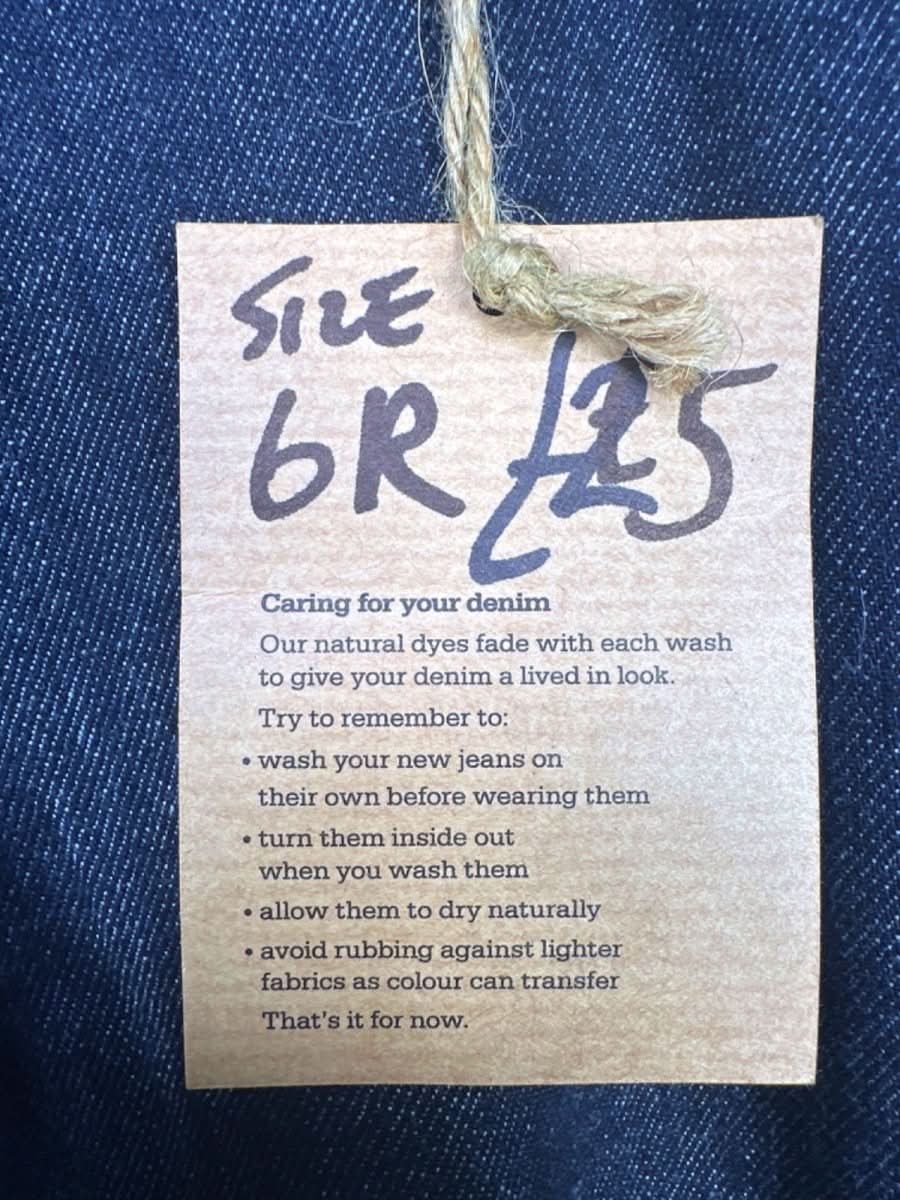 SIZE
6R £25
Caring for your denim
Our natural dyes fade with each wash
to give your denim a lived in look.
Try to remember to:
• wash your new jeans on
their own before wearing them
• turn them inside out
when you wash them
• allow them to dry naturally
• avoid rubbing against lighter
fabrics as colour can transfer
That's it for now.